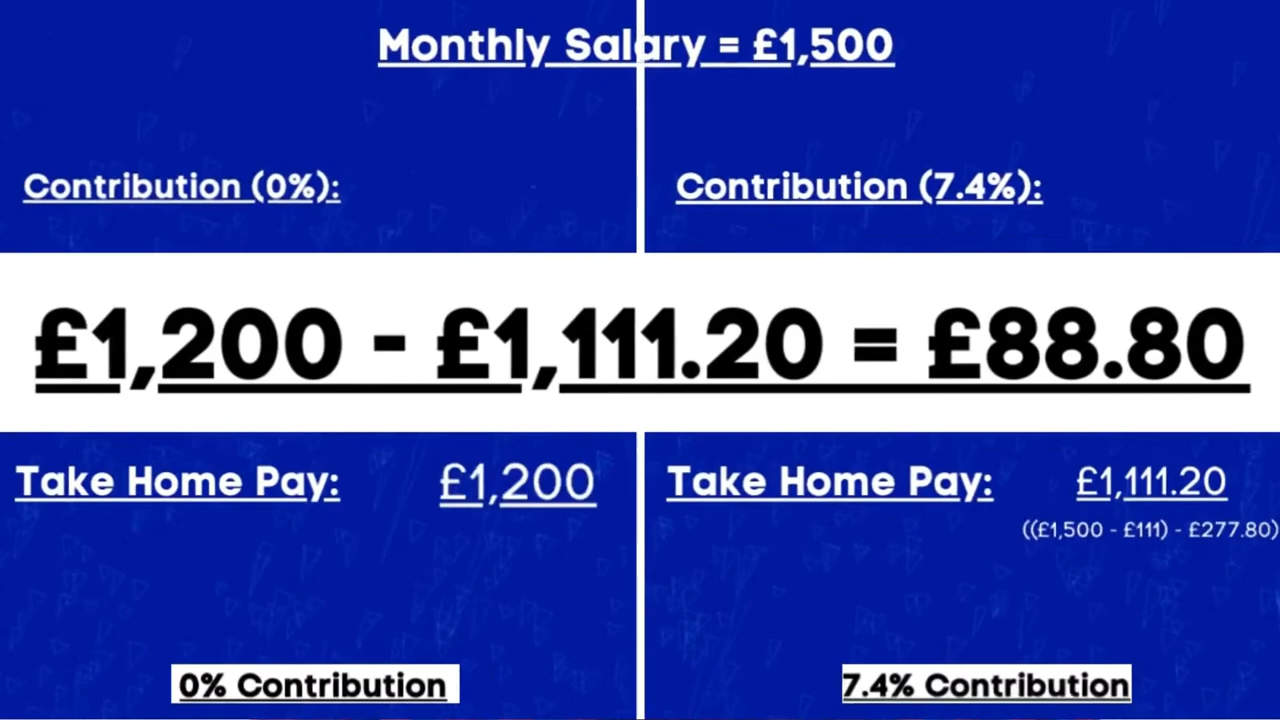 Monthly Salary = £1,500
Contribution (0%):
Contribution (7.4%):
£1,200 - £1,111.20 = £88.80
Take Home Pay: £1,200
Take Home Pay: £1,111.20
((£1,500 - £111) - £277.80)
0% Contribution
7.4% Contribution